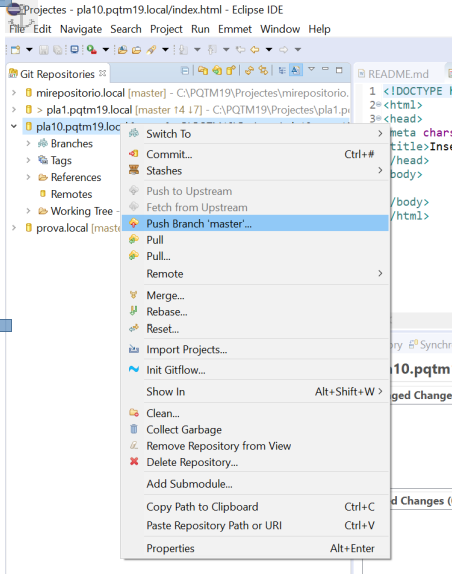 Projectes - pla10.pqtm19.local/index.html - Eclipse IDE
File Edit Navigate Search Project Run Emmet Window Help
Git Repositories
README.md
mirepositorio.local [master] - C:\PQTM19\Projectes\mirepositorio.
> pla1.pqtm19.local [master ↑4 ↓7] - C:\PQTM19\Projectes\pla1.p
pla10.pqtm19.loc
Branches
Tags
References
Remotes
Working Tree -
prova.local [mast
Switch To
Commit... Ctrl+#
Stashes
Push to Upstream
Fetch from Upstream
Push Branch 'master'...
Pull
Pull...
Remote
Merge...
Rebase...
Reset...
Import Projects...
Init Gitflow...
Show In Alt+Shift+W
Clean...
Collect Garbage
Remove Repository from View
Delete Repository...
Add Submodule...
Copy Path to Clipboard Ctrl+C
Paste Repository Path or URI Ctrl+V
Properties Alt+Enter
1 <!DOCTYPE h
2 <html>
3 <head>
meta chars
title>Inse
/head>
body>
/body>
/html>
ory Synchr
a10.pqtm
ged Change
d Changes (